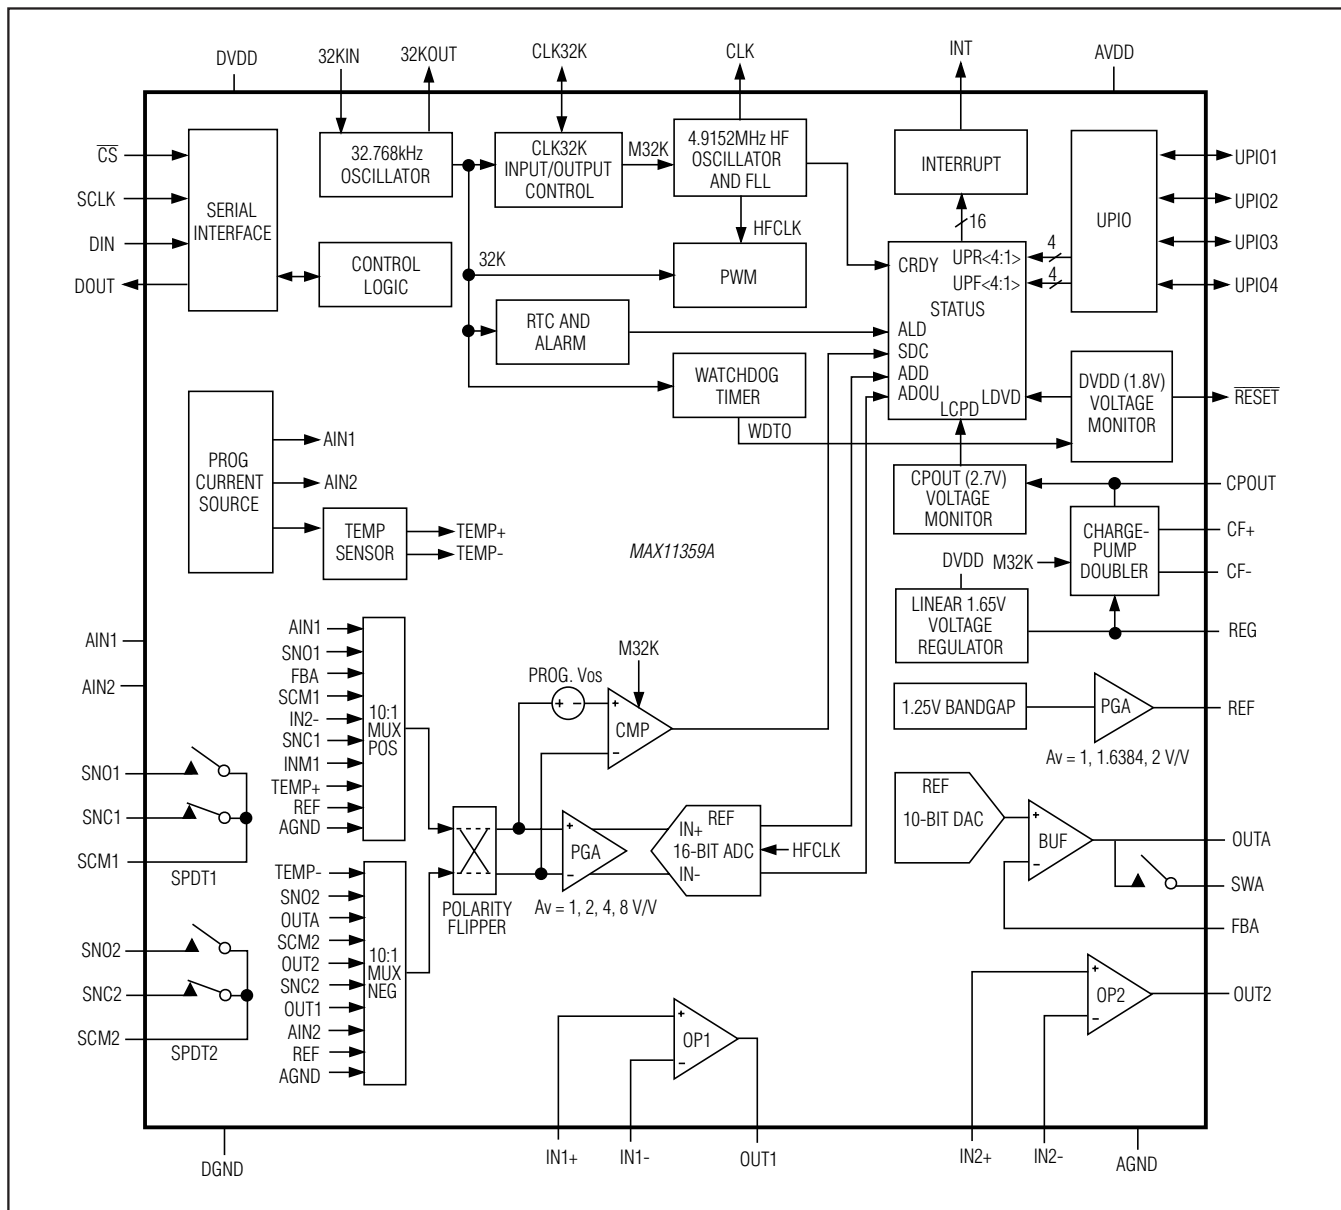 DVDD
32KIN
32KOUT
CLK32K
CLK
INT
AVDD
CS
SCLK
DIN
DOUT
SERIAL
INTERFACE
32.768kHz
OSCILLATOR
CLK32K
INPUT/OUTPUT
CONTROL
M32K
4.9152MHz HF
OSCILLATOR
AND FLL
INTERRUPT
UPIO
UPIO1
UPIO2
UPIO3
UPIO4
CONTROL
LOGIC
32K
HFCLK
PWM
16
4
4
UPR<4:1>
CRDY
UPF<4:1>
STATUS
ALD
SDC
ADD
ADOU
LDVD
LCPD
RTC AND
ALARM
WATCHDOG
TIMER
WDTO
DVDD (1.8V)
VOLTAGE
MONITOR
RESET
PROG
CURRENT
SOURCE
AIN1
AIN2
TEMP
SENSOR
TEMP+
TEMP-
MAX11359A
CPOUT (2.7V)
VOLTAGE
MONITOR
CPOUT
CHARGE-
PUMP
DOUBLER
CF+
CF-
M32K
DVDD
LINEAR 1.65V
VOLTAGE
REGULATOR
REG
1.25V BANDGAP
PGA
REF
Av = 1, 1.6384, 2 V/V
AIN1
AIN2
AIN1
SNO1
FBA
SCM1
IN2-
SNC1
INM1
TEMP+
REF
AGND
10:1
MUX
POS
PROG. Vos
+ −
M32K
+
CMP
−
SNO1
SNC1
SCM1
SPDT1
TEMP-
SNO2
OUTA
SCM2
OUT2
SNC2
OUT1
AIN2
REF
AGND
10:1
MUX
NEG
POLARITY
FLIPPER
+
PGA
−
Av = 1, 2, 4, 8 V/V
REF
IN+
16-BIT ADC
IN-
HFCLK
REF
10-BIT DAC
+
BUF
−
OUTA
SWA
FBA
SNO2
SNC2
SCM2
SPDT2
+
OP1
−
+
OP2
−
OUT2
DGND
IN1+
IN1-
OUT1
IN2+
IN2-
AGND